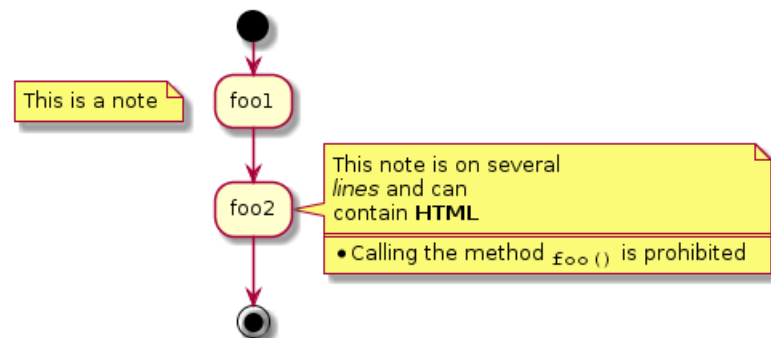 foo1
This is a note
This note is on several
lines and can
contain HTML
foo2
• Calling the method foo() is prohibited